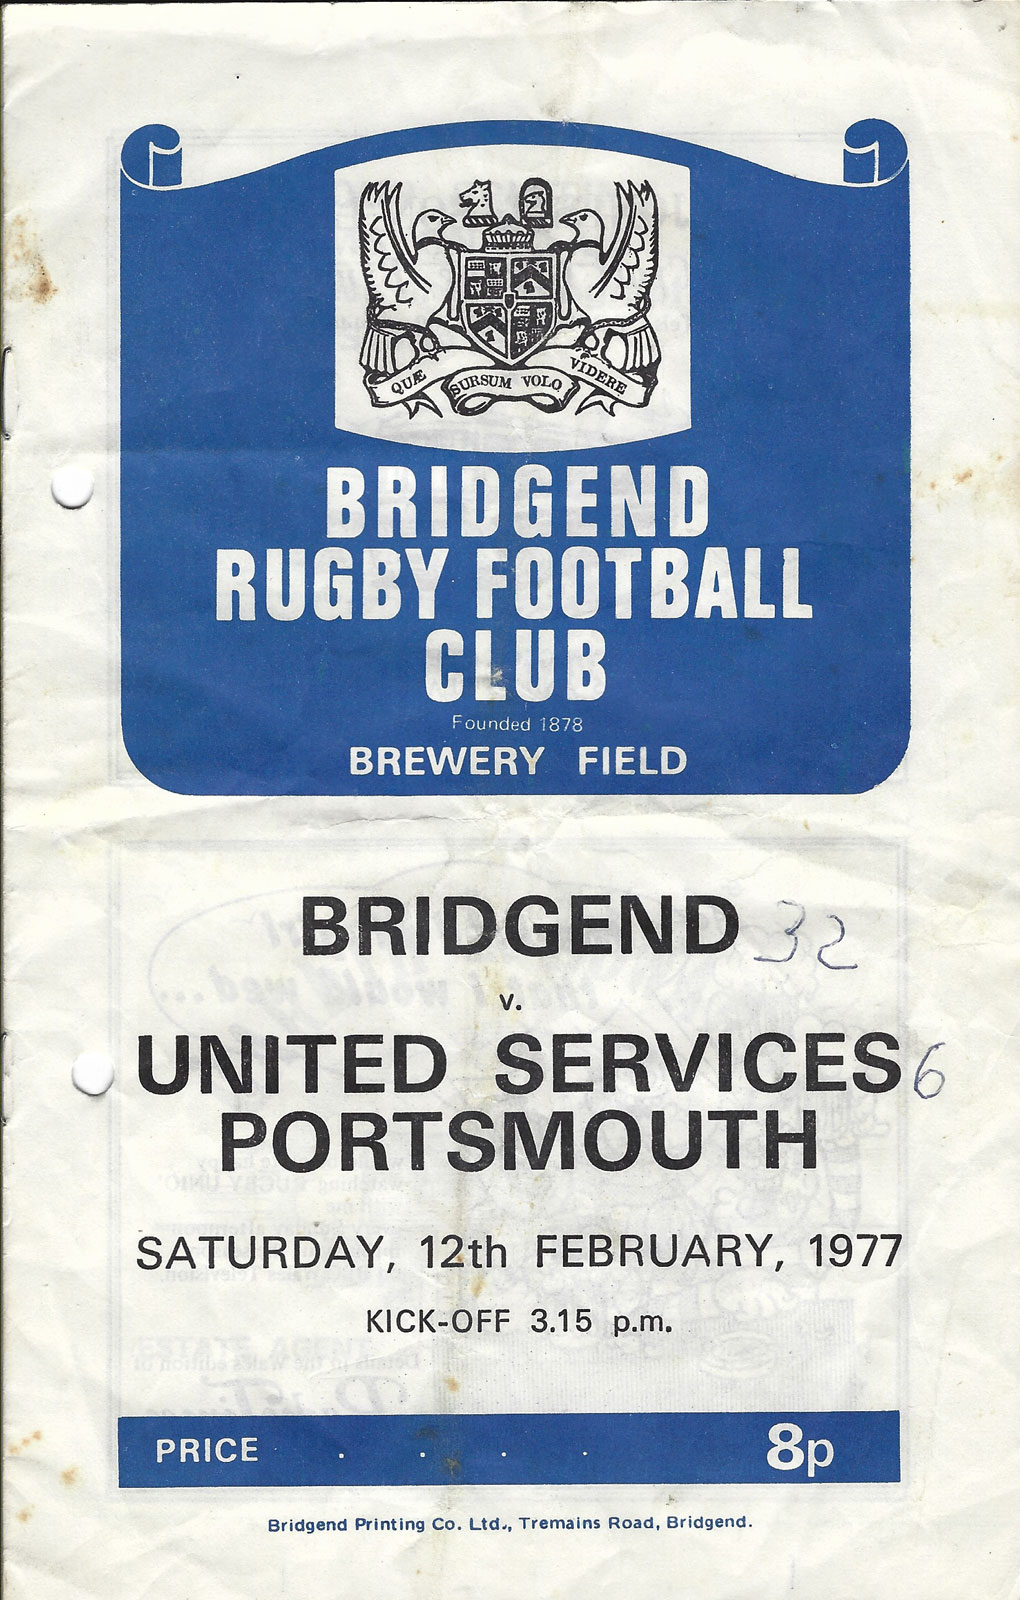 QUÆ SURSUM VOLO VIDERE
BRIDGEND
RUGBY FOOTBALL
CLUB
Founded 1878
BREWERY FIELD
BRIDGEND 32
v.
UNITED SERVICES 6
PORTSMOUTH
SATURDAY, 12th FEBRUARY, 1977
KICK-OFF 3.15 p.m.
PRICE . . . . 8p
Bridgend Printing Co. Ltd., Tremains Road, Bridgend.